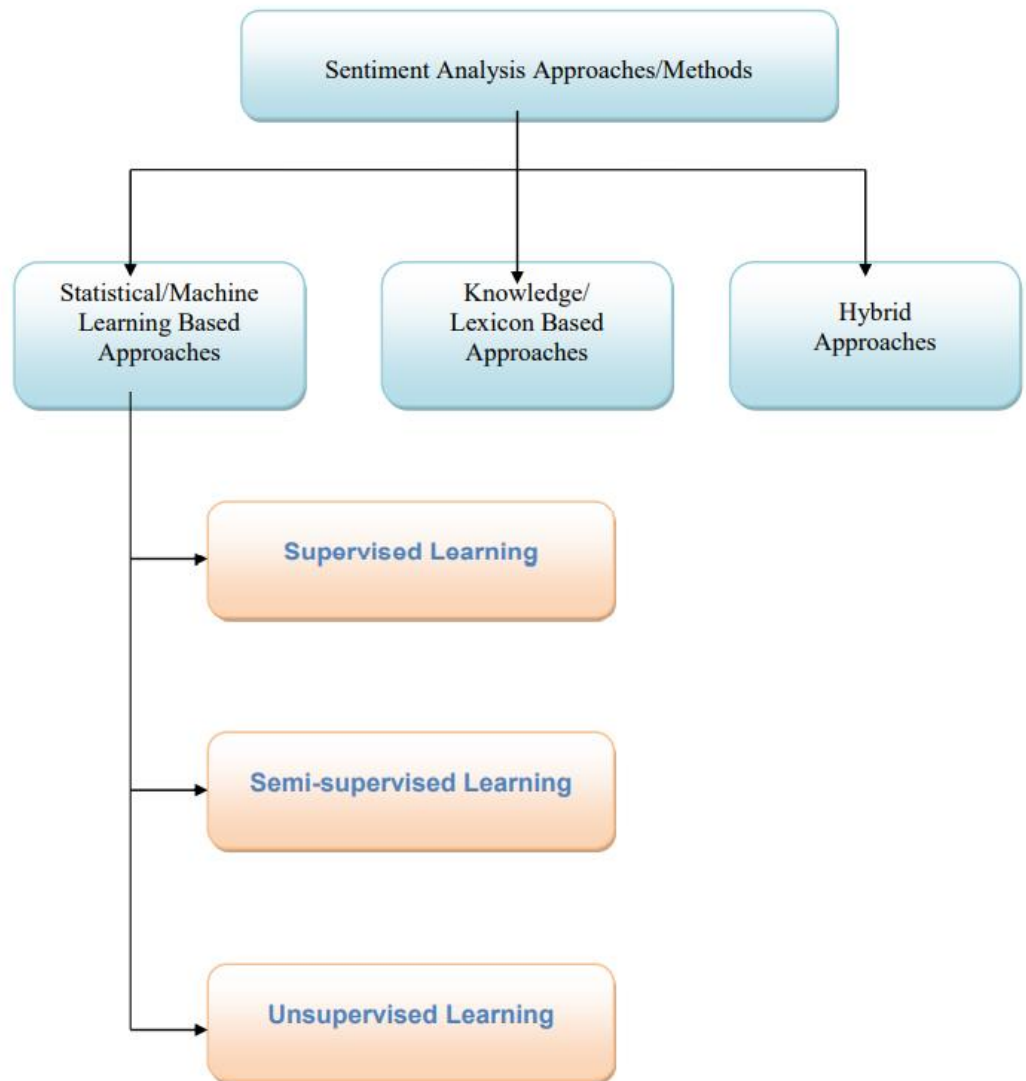 Sentiment Analysis Approaches/Methods
Statistical/Machine
Learning Based
Approaches
Knowledge/
Lexicon Based
Approaches
Hybrid
Approaches
Supervised Learning
Semi-supervised Learning
Unsupervised Learning